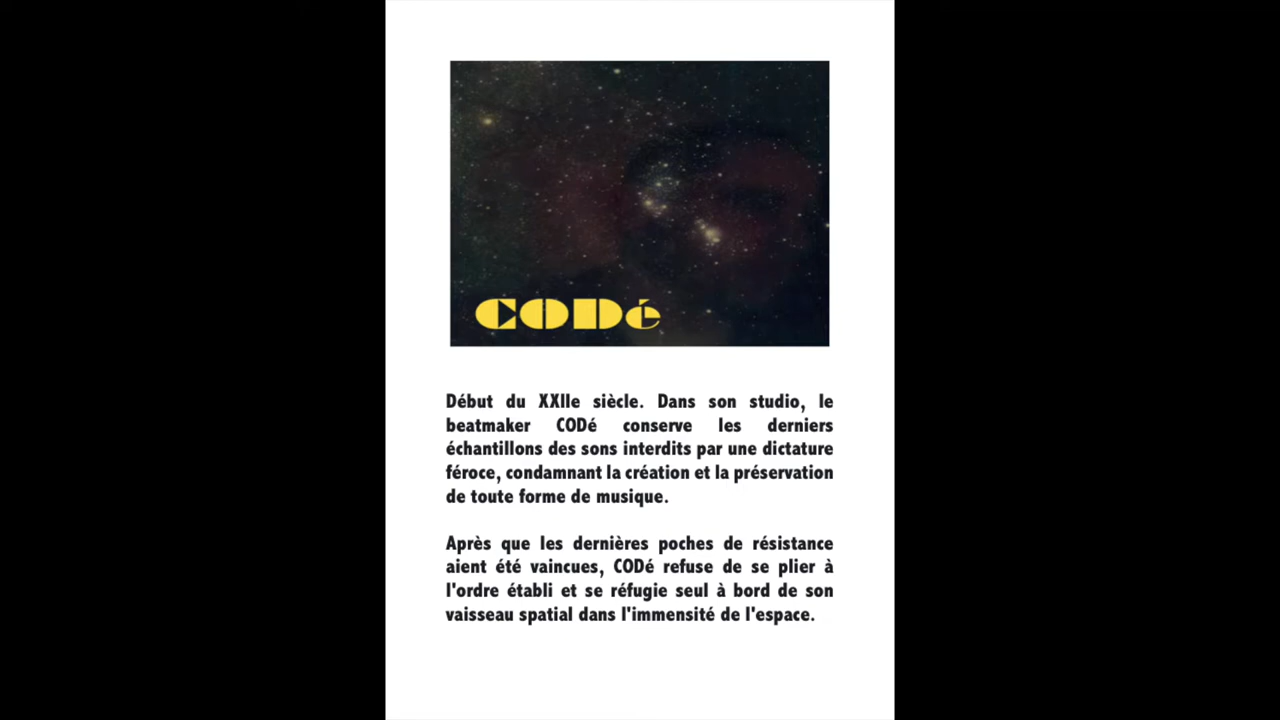 CODé
Début du XXIIe siècle. Dans son studio, le
beatmaker CODé conserve les derniers
échantillons des sons interdits par une dictature
féroce, condamnant la création et la préservation
de toute forme de musique.
Après que les dernières poches de résistance
aient été vaincues, CODé refuse de se plier à
l'ordre établi et se réfugie seul à bord de son
vaisseau spatial dans l'immensité de l'espace.